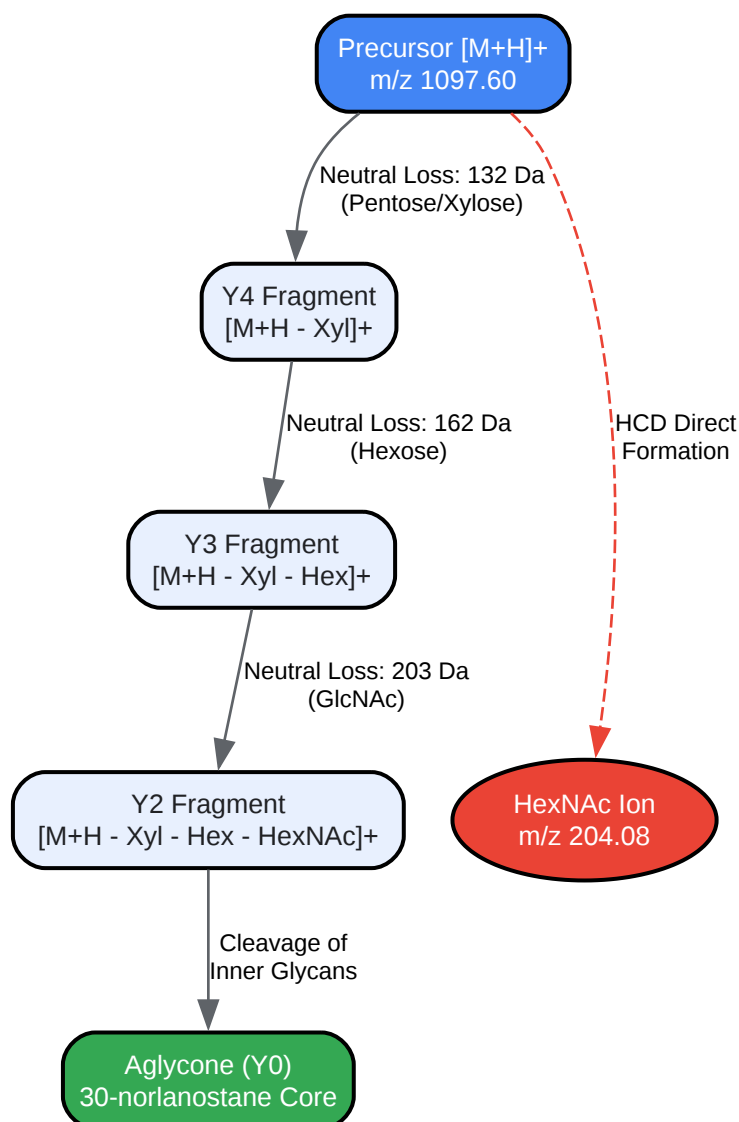 Precursor [M+H]+
m/z 1097.60
Neutral Loss: 132 Da
(Pentose/Xylose)
Y4 Fragment
[M+H - Xyl]+
Neutral Loss: 162 Da
(Hexose)
HCD Direct
Formation
Y3 Fragment
[M+H - Xyl - Hex]+
Neutral Loss: 203 Da
(GlcNAc)
Y2 Fragment
[M+H - Xyl - Hex - HexNAc]+
HexNAc Ion
m/z 204.08
Cleavage of
Inner Glycans
Aglycone (Y0)
30-norlanostane Core